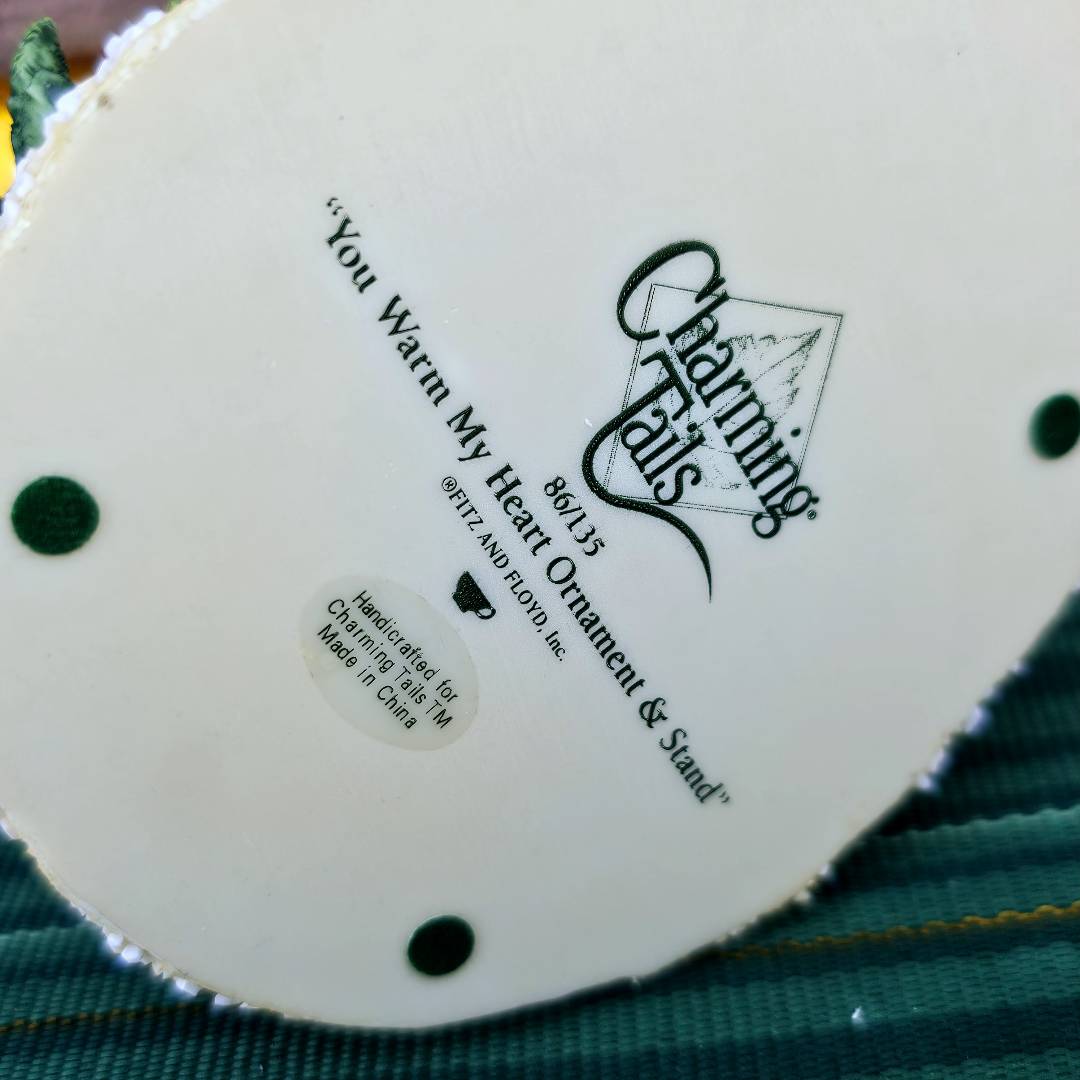 Charming
Tails®
86/135
“You Warm My Heart Ornament & Stand”
®FITZ AND FLOYD, Inc.
Handicrafted for
Charming Tails TM
Made in China